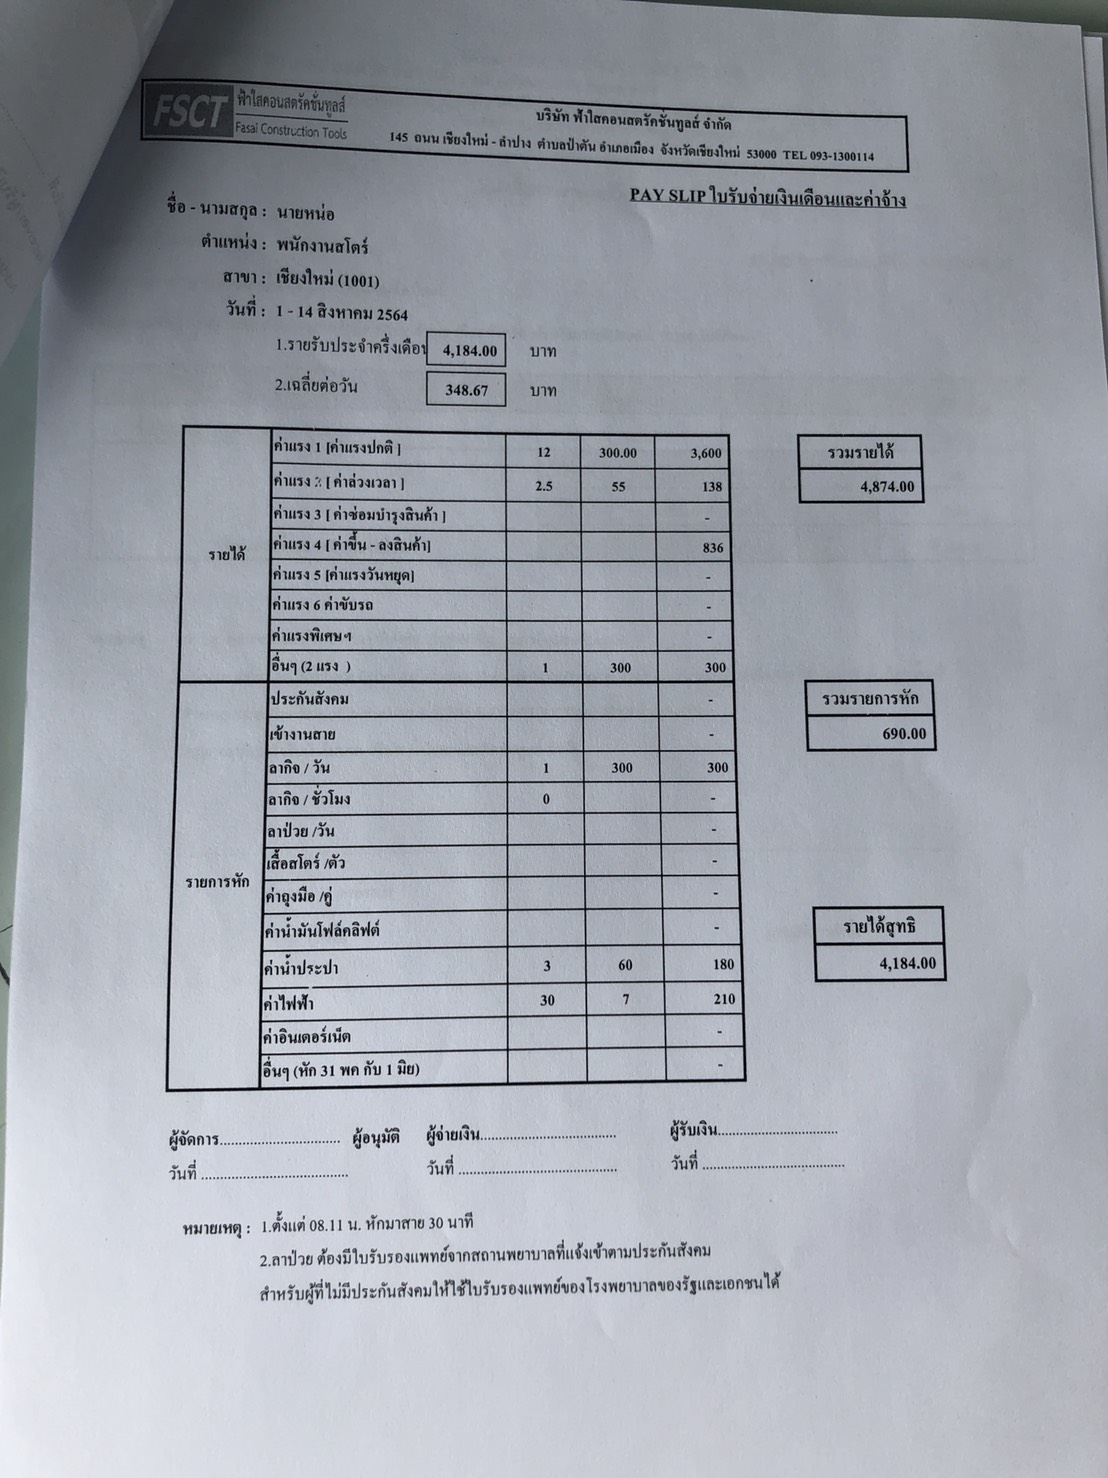 FSCT ฟ้าใสคอนสตรัคชั่นทูลส์
Fasai Construction Tools
บริษัท ฟ้าใสคอนสตรัคชั่นทูลส์ จำกัด
145 ถนน เชียงใหม่ - ลำปาง ตำบลป่าตัน อำเภอเมือง จังหวัดเชียงใหม่ 53000 TEL 093-1300114
PAY SLIP ใบรับจ่ายเงินเดือนและค่าจ้าง
ชื่อ - นามสกุล : นายหน่อ
ตำแหน่ง : พนักงานสโตร์
สาขา : เชียงใหม่ (1001)
วันที่ : 1 - 14 สิงหาคม 2564
1.รายรับประจำครึ่งเดือน 4,184.00 บาท
2.เฉลี่ยต่อวัน 348.67 บาท
รายได้
ค่าแรง 1 [ค่าแรงปกติ ] 12 300.00 3,600
ค่าแรง 2 [ ค่าล่วงเวลา ] 2.5 55 138
ค่าแรง 3 [ ค่าซ่อมบำรุงสินค้า ] -
ค่าแรง 4 [ ค่าขึ้น - ลงสินค้า] 836
ค่าแรง 5 [ค่าแรงวันหยุด] -
ค่าแรง 6 ค่าขับรถ -
ค่าแรงพิเศษฯ -
อื่นๆ (2 แรง ) 1 300 300
รวมรายได้
4,874.00
รายการหัก
ประกันสังคม -
เข้างานสาย -
ลากิจ / วัน 1 300 300
ลากิจ / ชั่วโมง 0 -
ลาป่วย /วัน -
เสื้อสโตร์ /ตัว -
ค่าถุงมือ /คู่ -
ค่าน้ำมันโฟล์คลิฟต์ -
ค่าน้ำประปา 3 60 180
ค่าไฟฟ้า 30 7 210
ค่าอินเตอร์เน็ต -
อื่นๆ (หัก 31 พค กับ 1 มิย) -
รวมรายการหัก
690.00
รายได้สุทธิ
4,184.00
ผู้จัดการ................................ ผู้อนุมัติ ผู้จ่ายเงิน.................................... ผู้รับเงิน................................
วันที่ ....................................... วันที่ .......................................... วันที่ ......................................
หมายเหตุ : 1.ตั้งแต่ 08.11 น. หักมาสาย 30 นาที
2.ลาป่วย ต้องมีใบรับรองแพทย์จากสถานพยาบาลที่แจ้งเข้าตามประกันสังคม
สำหรับผู้ที่ไม่มีประกันสังคมให้ใช้ใบรับรองแพทย์ของโรงพยาบาลของรัฐและเอกชนได้